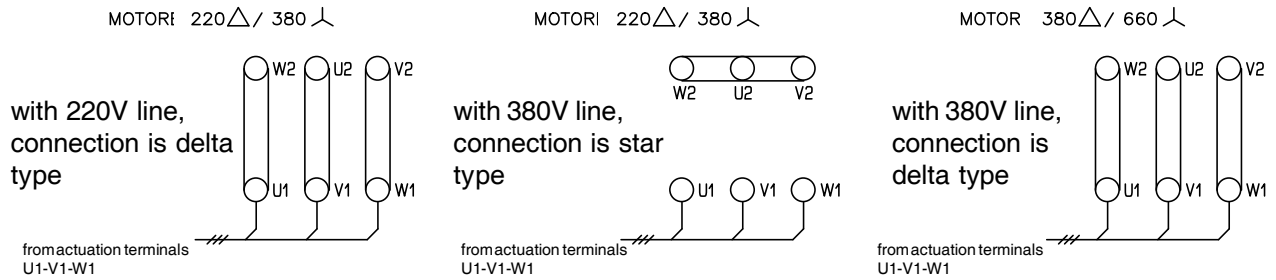 MOTORE 220△/ 380⅄
W2 U2 V2
with 220V line,
connection is delta
type
U1 V1 W1
from actuation terminals
U1-V1-W1
MOTORI 220△/ 380⅄
W2 U2 V2
with 380V line,
connection is star
type
U1 V1 W1
from actuation terminals
U1-V1-W1
MOTOR 380△/ 660⅄
W2 U2 V2
with 380V line,
connection is
delta type
U1 V1 W1
from actuation terminals
U1-V1-W1